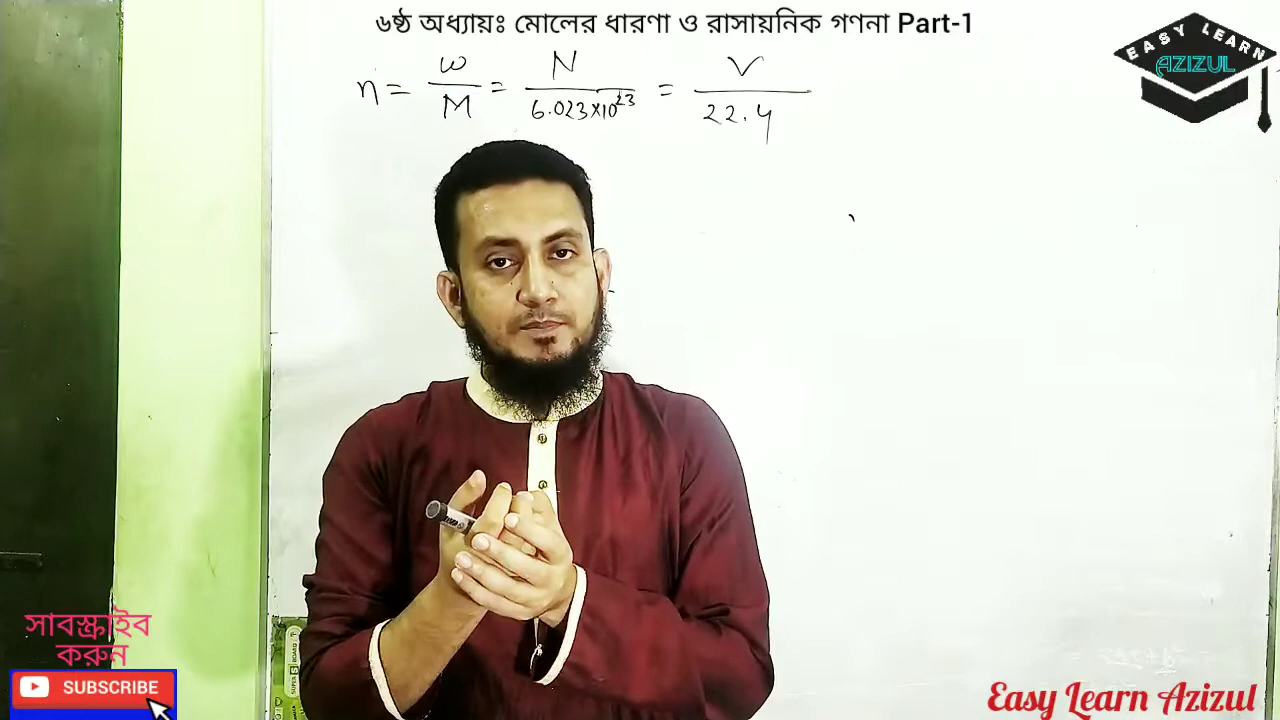 ৬ষ্ঠ অধ্যায়ঃ মোলের ধারণা ও রাসায়নিক গণনা Part-1
EASY LEARN
AZIZUL
n = w/M = N/6.023×10²³ = V/22.4
সাবস্ক্রাইব
করুন
SUBSCRIBE
Easy Learn Azizul